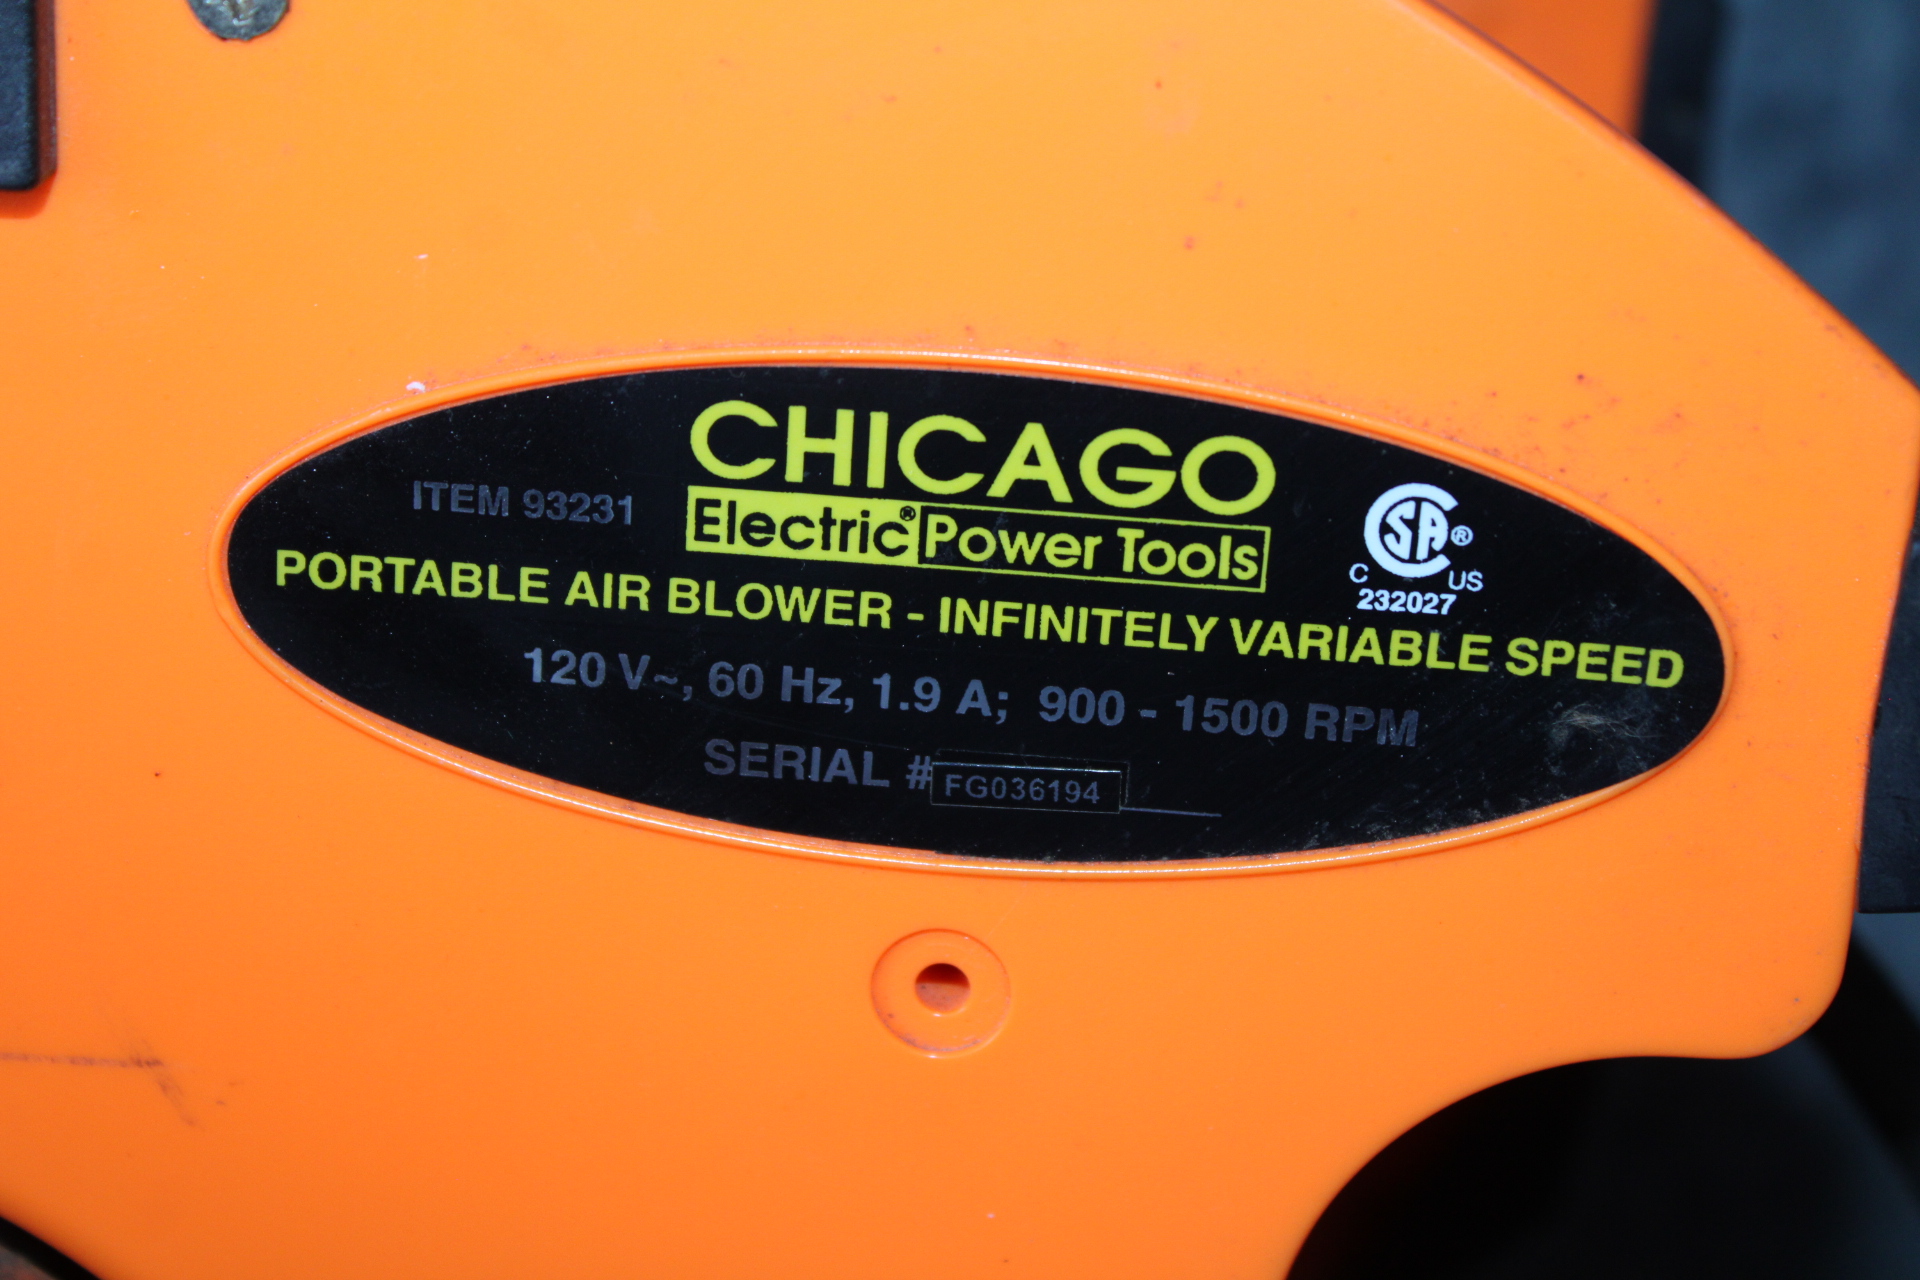 CHICAGO
ITEM 93231
Electric® Power Tools
CSA®
C US
232027
PORTABLE AIR BLOWER - INFINITELY VARIABLE SPEED
120 V~, 60 Hz, 1.9 A; 900 - 1500 RPM
SERIAL # FG036194